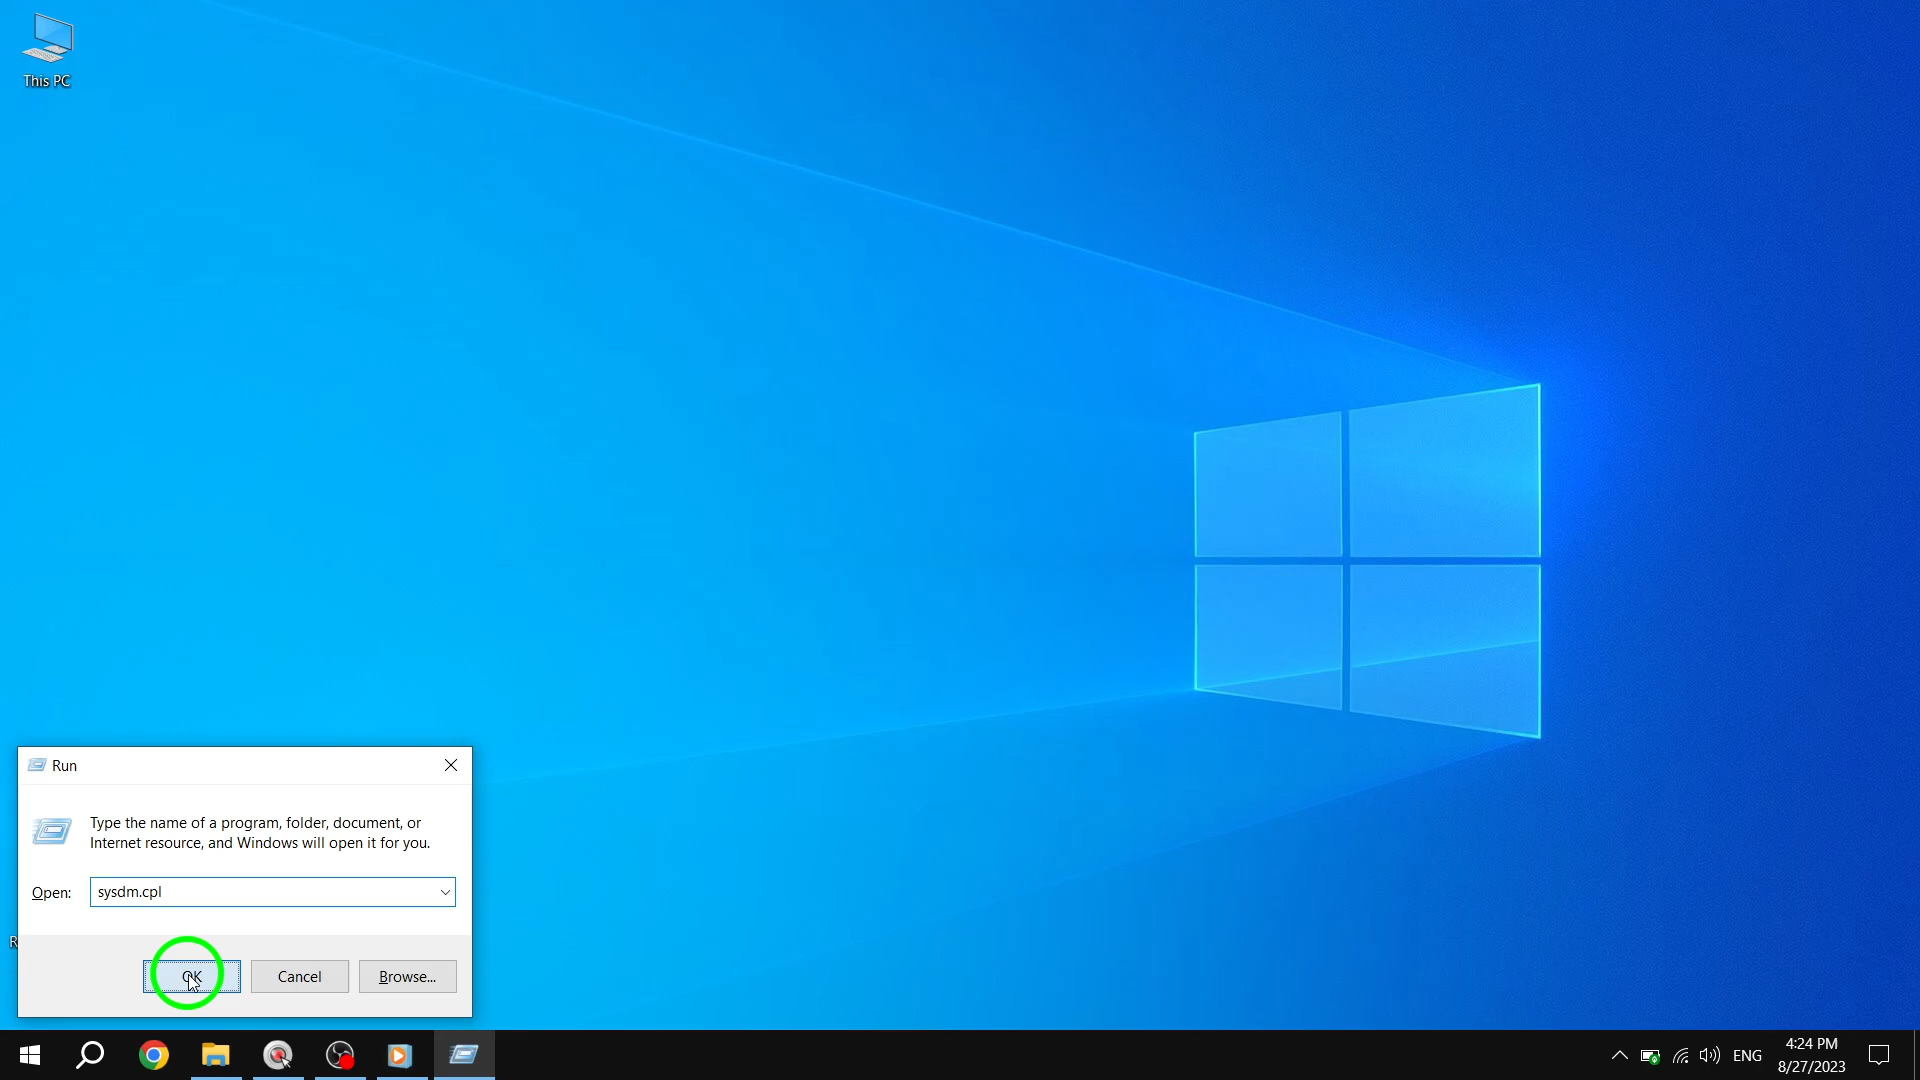 This PC
Run
Type the name of a program, folder, document, or
Internet resource, and Windows will open it for you.
Open:
sysdm.cpl
R
OK
Cancel
Browse...
ENG
4:24 PM
8/27/2023